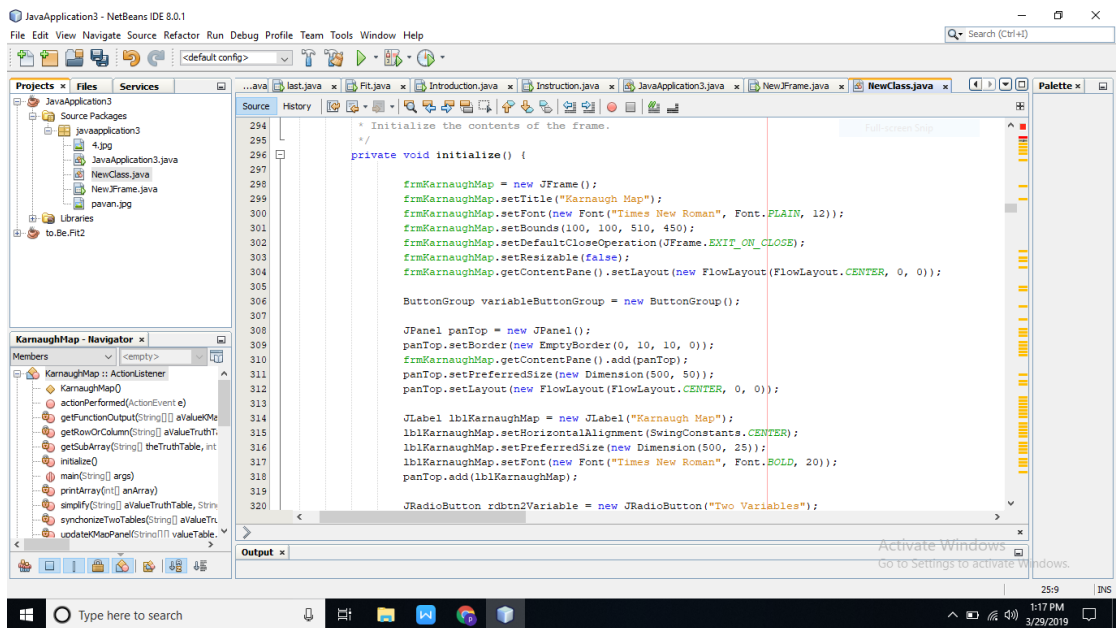 JavaApplication3 - NetBeans IDE 8.0.1
File Edit View Navigate Source Refactor Run Debug Profile Team Tools Window Help
Search (Ctrl+I)
<default config>
Projects × Files Services
...ava last.java × Fit.java × Introduction.java × Instruction.java × JavaApplication3.java × NewJFrame.java × NewClass.java ×
Palette ×
JavaApplication3
Source Packages
javaapplication3
4.jpg
JavaApplication3.java
NewClass.java
NewJFrame.java
pavan.jpg
Libraries
to.Be.Fit2
KarnaughMap - Navigator ×
Members <empty>
KarnaughMap :: ActionListener
KarnaughMap()
actionPerformed(ActionEvent e)
getFunctionOutput(String[][] aValueKMa
getRowOrColumn(String[] aValueTruthT
getSubArray(String[] theTruthTable, int
initialize()
main(String[] args)
printArray(int[] anArray)
simplify(String[] aValueTruthTable, Strin
synchonizeTwoTables(String[] aValueTru
updateKMapPanel(String[][] valueTable,
Source History
Full-screen Snip
294 * Initialize the contents of the frame.
295 */
296 private void initialize() {
297
298 frmKarnaughMap = new JFrame();
299 frmKarnaughMap.setTitle("Karnaugh Map");
300 frmKarnaughMap.setFont(new Font("Times New Roman", Font.PLAIN, 12));
301 frmKarnaughMap.setBounds(100, 100, 510, 450);
302 frmKarnaughMap.setDefaultCloseOperation(JFrame.EXIT_ON_CLOSE);
303 frmKarnaughMap.setResizable(false);
304 frmKarnaughMap.getContentPane().setLayout(new FlowLayout(FlowLayout.CENTER, 0, 0));
305
306 ButtonGroup variableButtonGroup = new ButtonGroup();
307
308 JPanel panTop = new JPanel();
309 panTop.setBorder(new EmptyBorder(0, 10, 10, 0));
310 frmKarnaughMap.getContentPane().add(panTop);
311 panTop.setPreferredSize(new Dimension(500, 50));
312 panTop.setLayout(new FlowLayout(FlowLayout.CENTER, 0, 0));
313
314 JLabel lblKarnaughMap = new JLabel("Karnaugh Map");
315 lblKarnaughMap.setHorizontalAlignment(SwingConstants.CENTER);
316 lblKarnaughMap.setPreferredSize(new Dimension(500, 25));
317 lblKarnaughMap.setFont(new Font("Times New Roman", Font.BOLD, 20));
318 panTop.add(lblKarnaughMap);
319
320 JRadioButton rdbtn2Variable = new JRadioButton("Two Variables");
Output ×
Activate Windows
Go to Settings to activate Windows.
25:9 INS
Type here to search
1:17 PM
3/29/2019